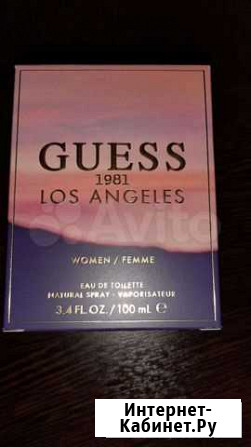 GUESS
1981
LOS ANGELES
Avito
WOMEN / FEMME
EAU DE TOILETTE
NATURAL SPRAY - VAPORISATEUR
3,4 FL.OZ./100 mL ℮
Интернет-
Кабинет.Ру